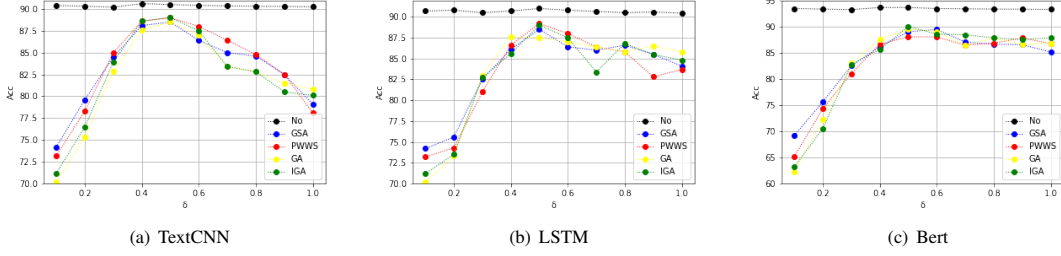 90.0
87.5
85.0
82.5
80.0
77.5
75.0
72.5
70.0
Acc
0.2 0.4 0.6 0.8 1.0
δ
No
GSA
PWWS
GA
IGA
(a) TextCNN
90.0
87.5
85.0
82.5
80.0
77.5
75.0
72.5
70.0
Acc
0.2 0.4 0.6 0.8 1.0
δ
No
GSA
PWWS
GA
IGA
(b) LSTM
95
90
85
80
75
70
65
60
Acc
0.2 0.4 0.6 0.8 1.0
δ
No
GSA
PWWS
GA
IGA
(c) Bert